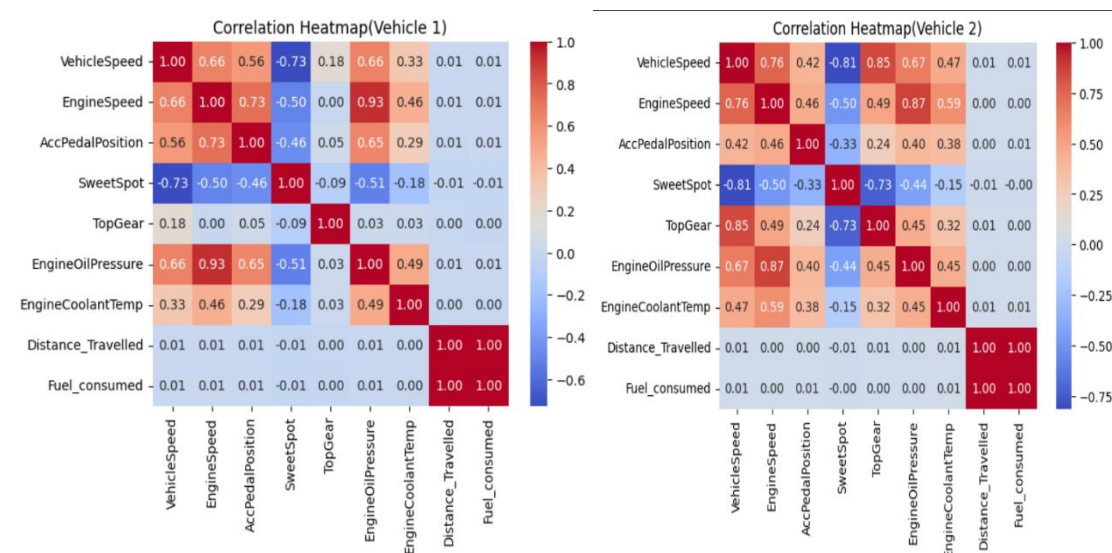 Correlation Heatmap(Vehicle 1)
VehicleSpeed 1.00 0.66 0.56 -0.73 0.18 0.66 0.33 0.01 0.01
EngineSpeed 0.66 1.00 0.73 -0.50 0.00 0.93 0.46 0.01 0.01
AccPedalPosition 0.56 0.73 1.00 -0.46 0.05 0.65 0.29 0.01 0.01
SweetSpot -0.73 -0.50 -0.46 1.00 -0.09 -0.51 -0.18 -0.01 -0.01
TopGear 0.18 0.00 0.05 -0.09 1.00 0.03 0.03 0.00 0.00
EngineOilPressure 0.66 0.93 0.65 -0.51 0.03 1.00 0.49 0.01 0.01
EngineCoolantTemp 0.33 0.46 0.29 -0.18 0.03 0.49 1.00 0.00 0.00
Distance_Travelled 0.01 0.01 0.01 -0.01 0.00 0.01 0.00 1.00 1.00
Fuel_consumed 0.01 0.01 0.01 -0.01 0.00 0.01 0.00 1.00 1.00
VehicleSpeed
EngineSpeed
AccPedalPosition
SweetSpot
TopGear
EngineOilPressure
EngineCoolantTemp
Distance_Travelled
Fuel_consumed
1.0
0.8
0.6
0.4
0.2
0.0
−0.2
−0.4
−0.6
Correlation Heatmap(Vehicle 2)
VehicleSpeed 1.00 0.76 0.42 -0.81 0.85 0.67 0.47 0.01 0.01
EngineSpeed 0.76 1.00 0.46 -0.50 0.49 0.87 0.59 0.00 0.00
AccPedalPosition 0.42 0.46 1.00 -0.33 0.24 0.40 0.38 0.00 0.01
SweetSpot -0.81 -0.50 -0.33 1.00 -0.73 -0.44 -0.15 -0.01 -0.00
TopGear 0.85 0.49 0.24 -0.73 1.00 0.45 0.32 0.01 0.00
EngineOilPressure 0.67 0.87 0.40 -0.44 0.45 1.00 0.45 0.00 0.00
EngineCoolantTemp 0.47 0.59 0.38 -0.15 0.32 0.45 1.00 0.01 0.01
Distance_Travelled 0.01 0.00 0.00 -0.01 0.01 0.00 0.01 1.00 1.00
Fuel_consumed 0.01 0.00 0.01 -0.00 0.00 0.00 0.01 1.00 1.00
VehicleSpeed
EngineSpeed
AccPedalPosition
SweetSpot
TopGear
EngineOilPressure
EngineCoolantTemp
Distance_Travelled
Fuel_consumed
1.00
0.75
0.50
0.25
0.00
−0.25
−0.50
−0.75